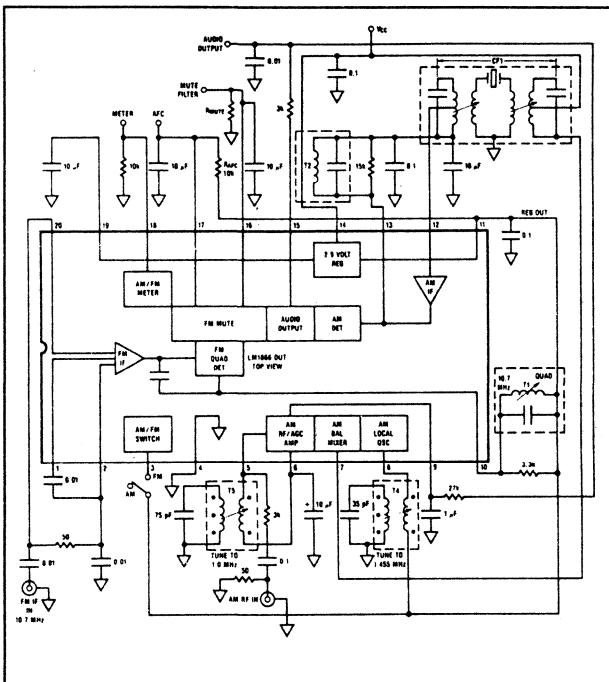 VCC
AUDIO
OUTPUT
0.01
CF1
0.1
MUTE
FILTER
RMUTE
3k
METER
AFC
10 µF
10k
10 µF
RAFC
10k
10 µF
T2
15k
0.1
10 µF
REG OUT
0.1
20
19
18
17
16
15
14
13
12
11
2.9 VOLT
REG
AM
IF
AM/FM
METER
FM MUTE
AUDIO
OUTPUT
AM
DET
FM
IF
FM
QUAD
DET
LM1866 DUT
TOP VIEW
10.7
MHz
QUAD
T1
AM/FM
SWITCH
AM
RF/AGC
AMP
AM
BAL
MIXER
AM
LOCAL
OSC
1
2
3
4
5
6
7
8
9
10
FM
AM
3.3k
0.01
T5
T4
27k
75 pF
3k
10 µF
35 pF
1 µF
50
0.01
0.01
TUNE TO
1.0 MHz
0.1
TUNE TO
1.455 MHz
50
FM IF
IN
10.7 MHz
AM RF IN